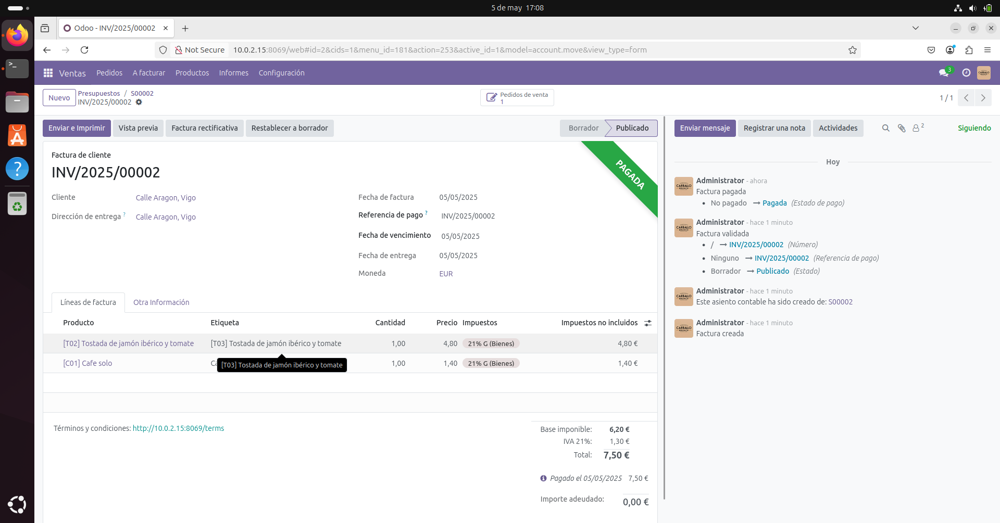 5 de may 17:08
Odoo - INV/2025/00002
Not Secure 10.0.2.15:8069/web#id=2&cids=1&menu_id=181&action=253&active_id=1&model=account.move&view_type=form
Ventas Pedidos A facturar Productos Informes Configuración 3
Nuevo
Presupuestos / S00002
INV/2025/00002
Pedidos de venta
1
1 / 1
Enviar e Imprimir Vista previa Factura rectificativa Restablecer a borrador Borrador Publicado
Enviar mensaje Registrar una nota Actividades 2 Siguiendo
Factura de cliente
INV/2025/00002
PAGADA
Cliente Calle Aragon, Vigo
Dirección de entrega ? Calle Aragon, Vigo
Fecha de factura 05/05/2025
Referencia de pago ? INV/2025/00002
Fecha de vencimiento 05/05/2025
Fecha de entrega 05/05/2025
Moneda EUR
Líneas de factura Otra Información
Producto Etiqueta Cantidad Precio Impuestos Impuestos no incluidos
[T02] Tostada de jamón ibérico y tomate [T03] Tostada de jamón ibérico y tomate 1,00 4,80 21% G (Bienes) 4,80 €
[C01] Cafe solo Ca 1,00 1,40 21% G (Bienes) 1,40 €
[T03] Tostada de jamón ibérico y tomate
Términos y condiciones: http://10.0.2.15:8069/terms
Base imponible: 6,20 €
IVA 21%: 1,30 €
Total: 7,50 €
Pagado el 05/05/2025 7,50 €
Importe adeudado: 0,00 €
Hoy
Administrator - ahora
Factura pagada
• No pagado → Pagada (Estado de pago)
Administrator - hace 1 minuto
Factura validada
• / → INV/2025/00002 (Número)
• Ninguno → INV/2025/00002 (Referencia de pago)
• Borrador → Publicado (Estado)
Administrator - hace 1 minuto
Este asiento contable ha sido creado de: S00002
Administrator - hace 1 minuto
Factura creada
CARBALLO
BRUNCH